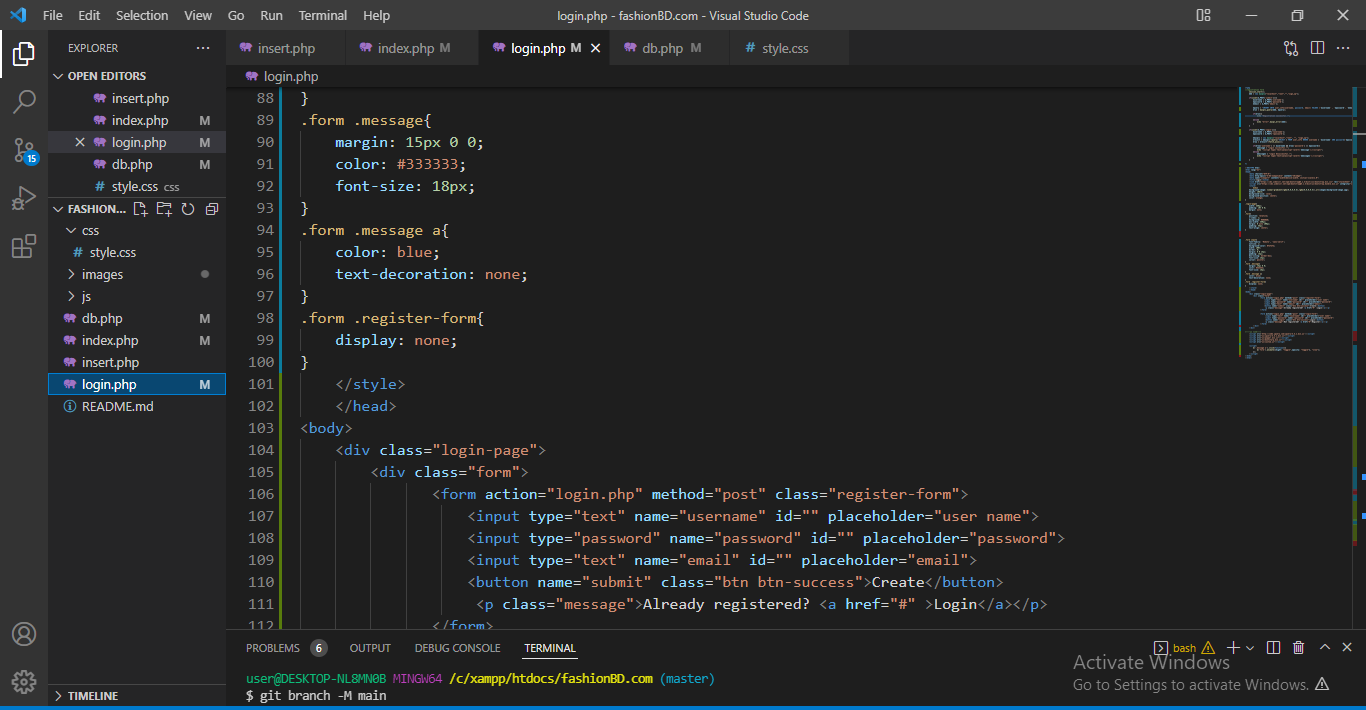 File Edit Selection View Go Run Terminal Help login.php - fashionBD.com - Visual Studio Code
EXPLORER
insert.php index.php M login.php M db.php M # style.css
OPEN EDITORS
insert.php
index.php M
login.php M
db.php M
# style.css css
15
FASHION...
css
# style.css
images
js
db.php M
index.php M
insert.php
login.php M
README.md
TIMELINE
login.php
88 }
89 .form .message{
90 margin: 15px 0 0;
91 color: #333333;
92 font-size: 18px;
93 }
94 .form .message a{
95 color: blue;
96 text-decoration: none;
97 }
98 .form .register-form{
99 display: none;
100 }
101 </style>
102 </head>
103 <body>
104 <div class="login-page">
105 <div class="form">
106 <form action="login.php" method="post" class="register-form">
107 <input type="text" name="username" id="" placeholder="user name">
108 <input type="password" name="password" id="" placeholder="password">
109 <input type="text" name="email" id="" placeholder="email">
110 <button name="submit" class="btn btn-success">Create</button>
111 <p class="message">Already registered? <a href="#" >Login</a></p>
112 </form>
PROBLEMS 6 OUTPUT DEBUG CONSOLE TERMINAL bash
user@DESKTOP-NL8MN0B MINGW64 /c/xampp/htdocs/fashionBD.com (master)
$ git branch -M main
Activate Windows
Go to Settings to activate Windows.